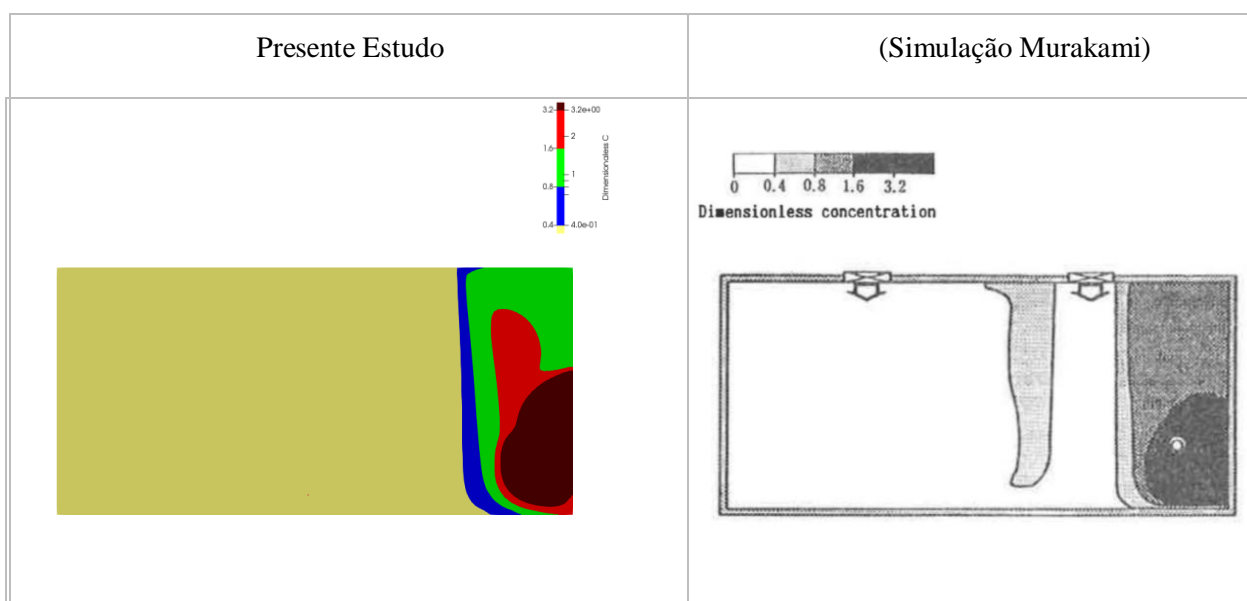 Presente Estudo
(Simulação Murakami)
3.2 3.2e+00
2
1.6
1
0.8
0.4 4.0e-01
Dimensionless C
0 0.4 0.8 1.6 3.2
Dimensionless concentration